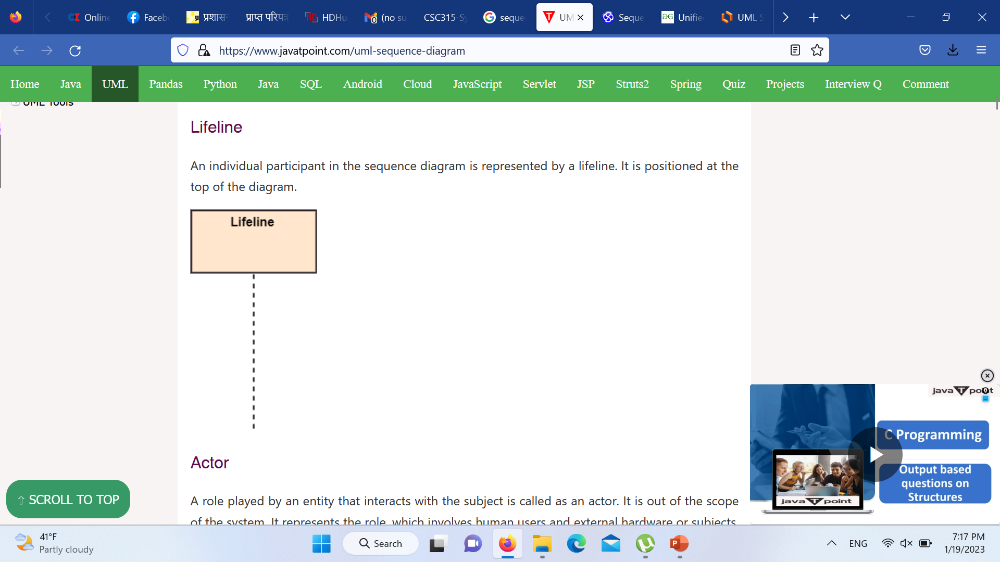 Online
Faceb
प्रशासन
प्राप्त परिपत्र
HD HDHu
(no su
CSC315-Sy
seque
UM
Seque
Unifie
UML S
https://www.javatpoint.com/uml-sequence-diagram
Home Java UML Pandas Python Java SQL Android Cloud JavaScript Servlet JSP Struts2 Spring Quiz Projects Interview Q Comment
UML Tools
Lifeline
An individual participant in the sequence diagram is represented by a lifeline. It is positioned at the
top of the diagram.
Lifeline
Actor
A role played by an entity that interacts with the subject is called as an actor. It is out of the scope
of the system. It represents the role, which involves human users and external hardware or subjects.
⇧ SCROLL TO TOP
java T point
C Programming
Output based
questions on
Structures
java T point
41°F
Partly cloudy
Search
ENG
7:17 PM
1/19/2023